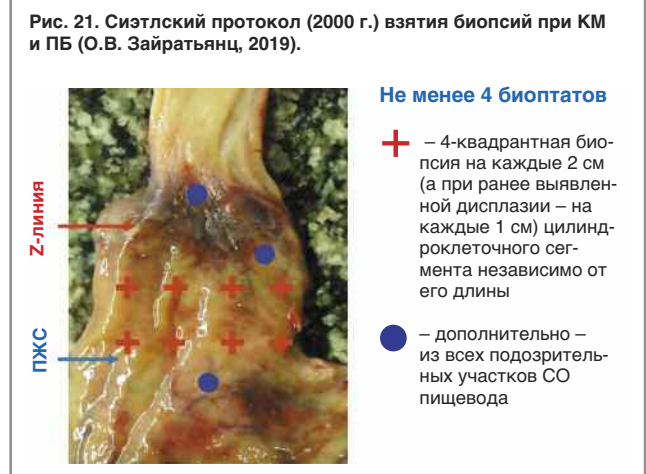 Рис. 21. Сиэтлский протокол (2000 г.) взятия биопсий при КМ
и ПБ (О.В. Зайратьянц, 2019).
Не менее 4 биоптатов
– 4-квадрантная био-
псия на каждые 2 см
(а при ранее выявлен-
ной дисплазии – на
каждые 1 см) цилинд-
роклеточного сег-
мента независимо от
его длины
– дополнительно –
из всех подозритель-
ных участков СО
пищевода
Z-линия
ПЖС